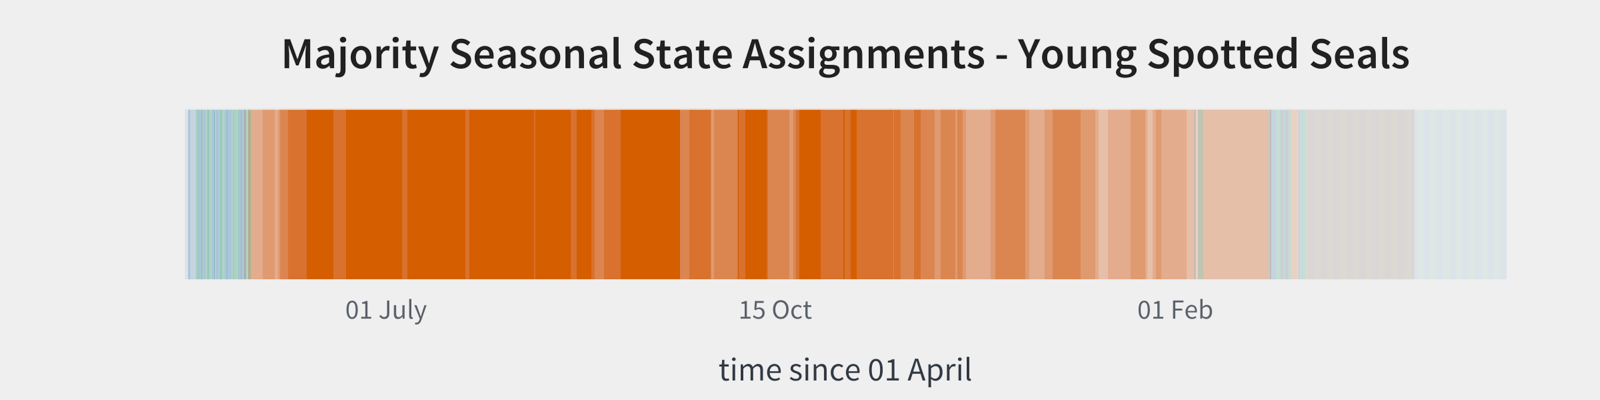 Majority Seasonal State Assignments - Young Spotted Seals
01 July
15 Oct
01 Feb
time since 01 April